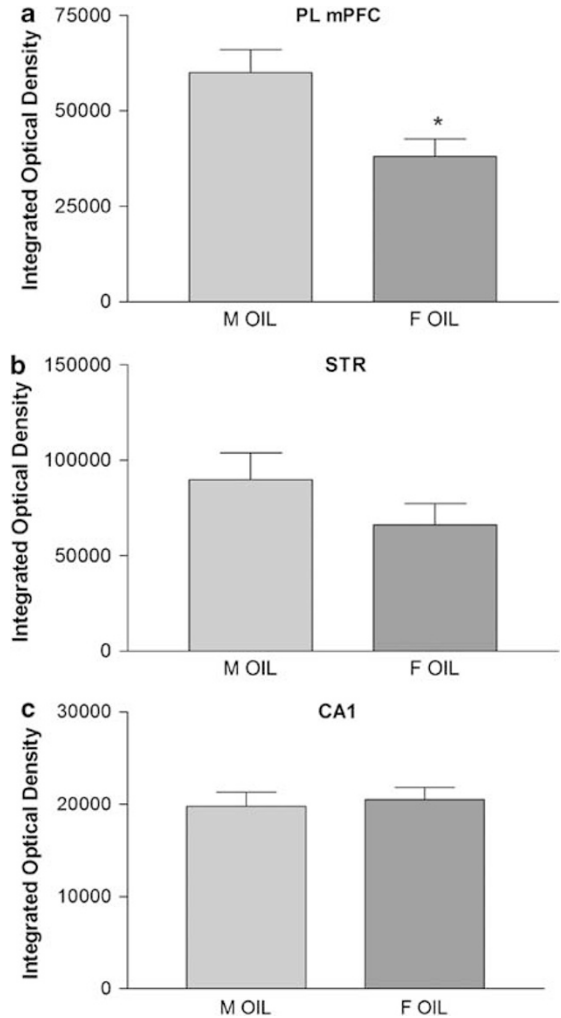 a
PL mPFC
Integrated Optical Density
75000
50000
25000
0
*
M OIL
F OIL
b
STR
Integrated Optical Density
150000
100000
50000
0
M OIL
F OIL
c
CA1
Integrated Optical Density
30000
20000
10000
0
M OIL
F OIL